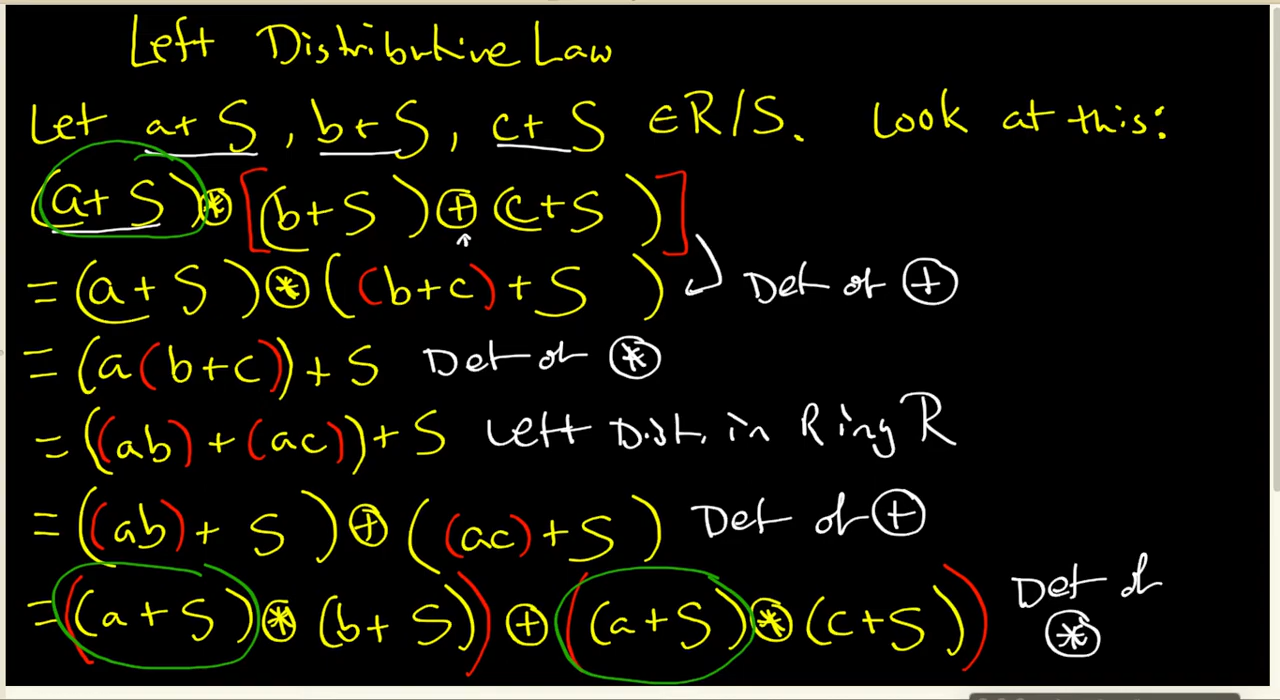 Left Distributive Law
Let a+S, b+S, c+S ∈ R/S. Look at this:
(a+S) ⊛ [(b+S) ⊕ (c+S)]
= (a+S) ⊛ ((b+c)+S) Def of ⊕
= (a(b+c))+S Def of ⊛
= ((ab)+(ac))+S Left Dist. in Ring R
= ((ab)+S) ⊕ ((ac)+S) Def of ⊕
= ((a+S) ⊛ (b+S)) ⊕ ((a+S) ⊛ (c+S)) Def of ⊛